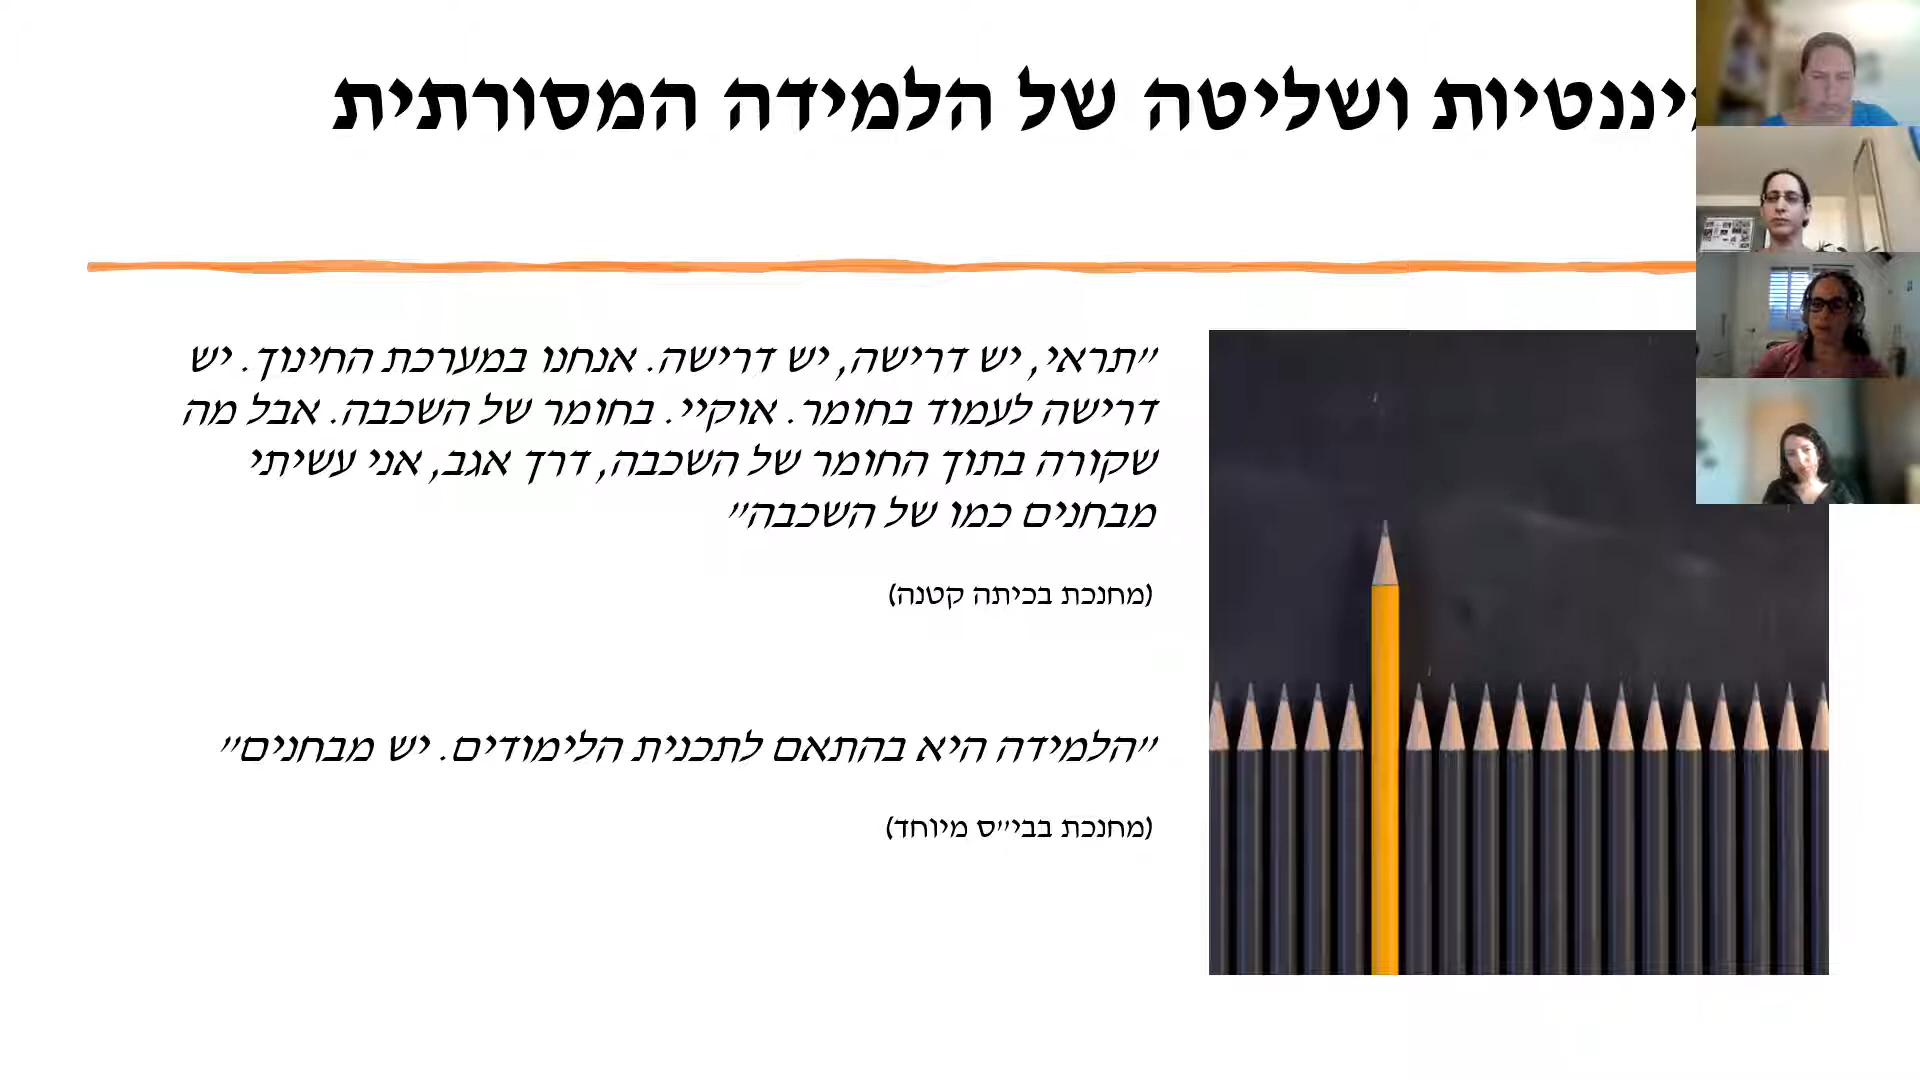 ושליטה של הלמידה המסורתית
"תראי, יש דרישה, יש דרישה. אנחנו במערכת החינוך. יש
דרישה לעמוד בחומר. אוקיי. בחומר של השכבה. אבל מה
שקורה בתוך החומר של השכבה, דרך אגב, אני עשיתי
מבחנים כמו של השכבה"
(מחנכת בכיתה קטנה)
"הלמידה היא בהתאם לתכנית הלימודים. יש מבחנים"
(מחנכת בבי"ס מיוחד)